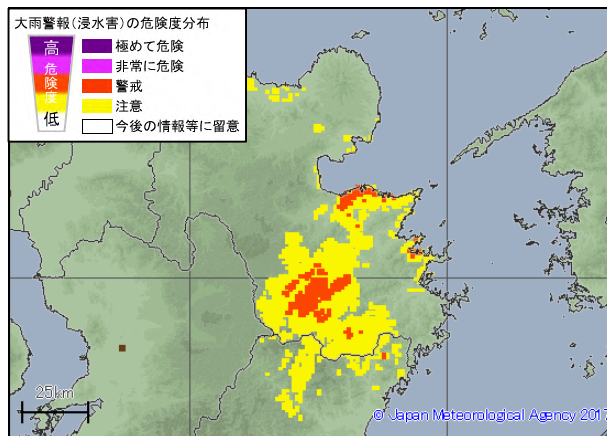 大雨警報(浸水害)の危険度分布
高
危険度
低
極めて危険
非常に危険
警戒
注意
今後の情報等に留意
25km
© Japan Meteorological Agency 2017